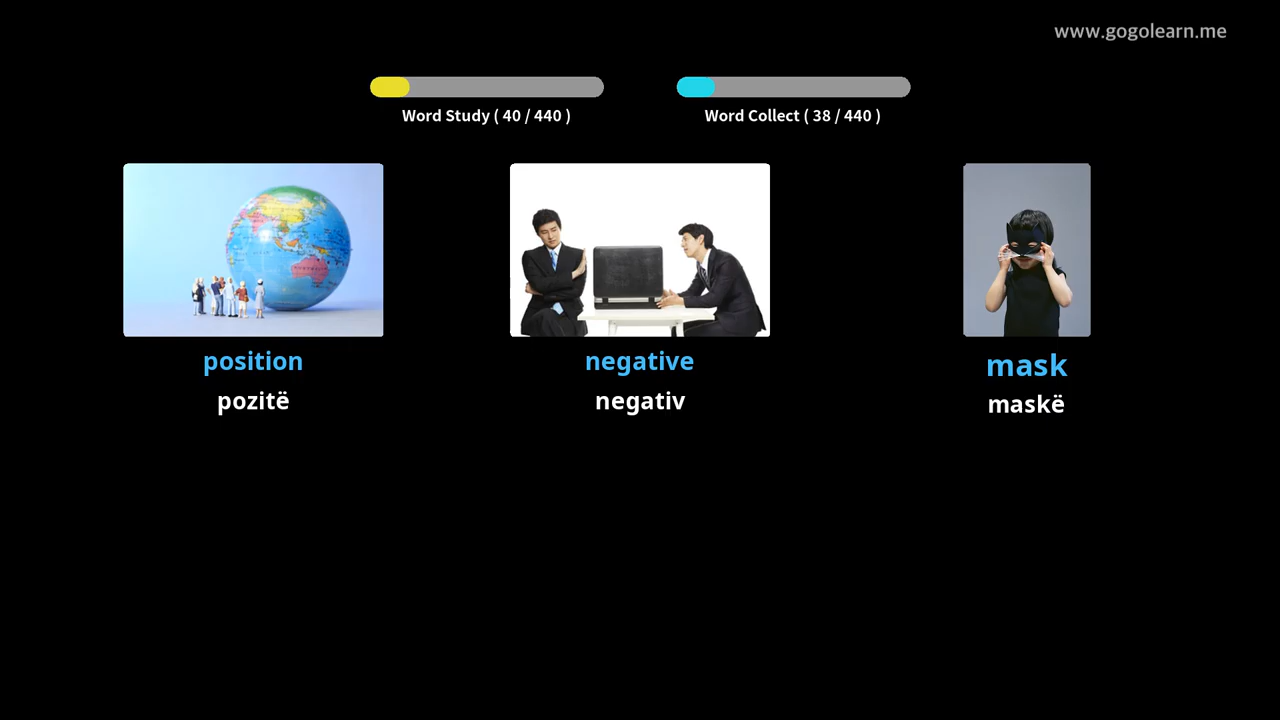 www.gogolearn.me
Word Study ( 40 / 440 )
Word Collect ( 38 / 440 )
position
pozitë
negative
negativ
mask
maskë